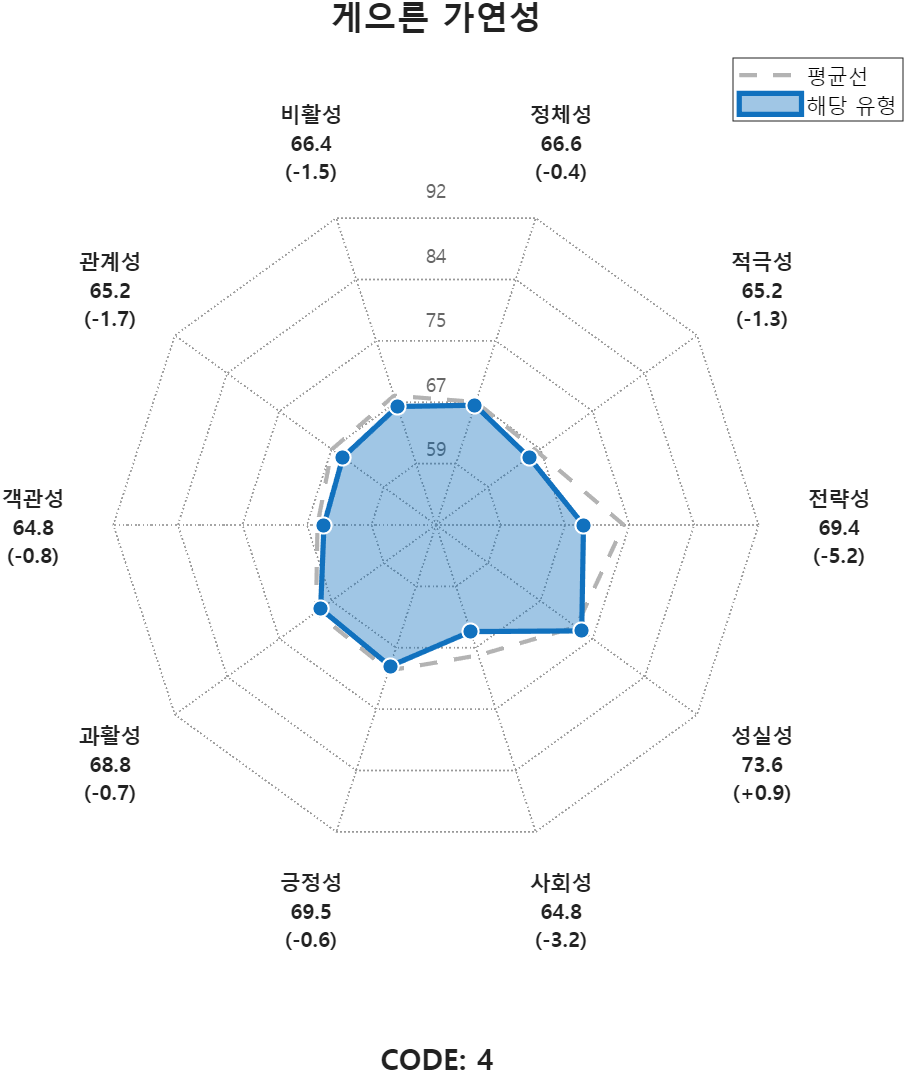 게으른 가연성
평균선
해당 유형
비활성
66.4
(-1.5)
정체성
66.6
(-0.4)
92
84
75
67
59
관계성
65.2
(-1.7)
적극성
65.2
(-1.3)
객관성
64.8
(-0.8)
전략성
69.4
(-5.2)
과활성
68.8
(-0.7)
성실성
73.6
(+0.9)
긍정성
69.5
(-0.6)
사회성
64.8
(-3.2)
CODE: 4